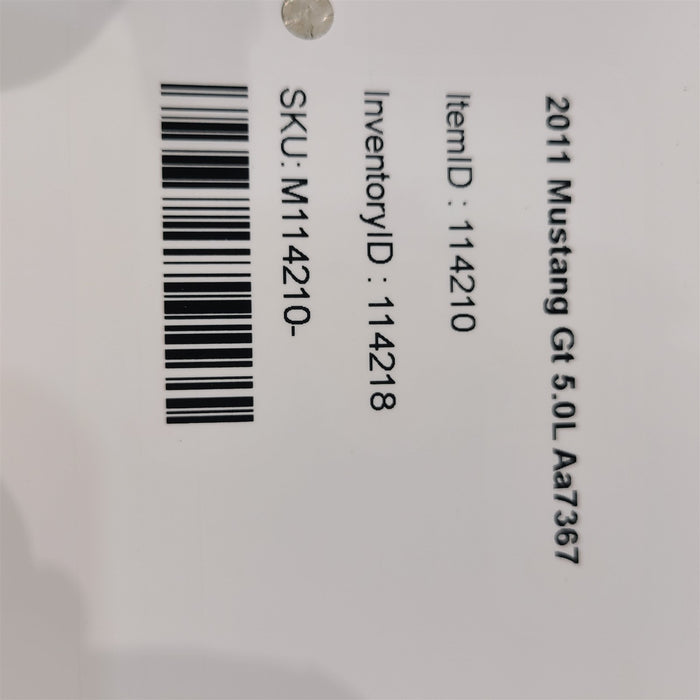 2011 Mustang Gt 5.0L Aa7367
ItemID : 114210
InventoryID : 114218
SKU: M114210-